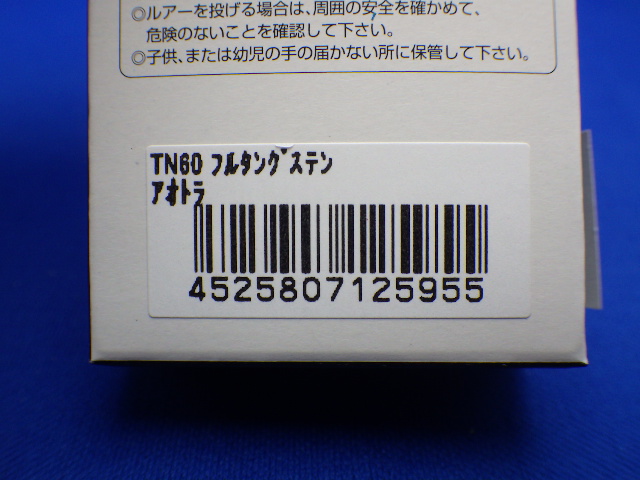 ◎ルアーを投げる場合は、周囲の安全を確かめて、
危険のないことを確認して下さい。
◎子供、または幼児の手の届かない所に保管して下さい。
TN60 フルタングステン
アオトラ
4525807125955